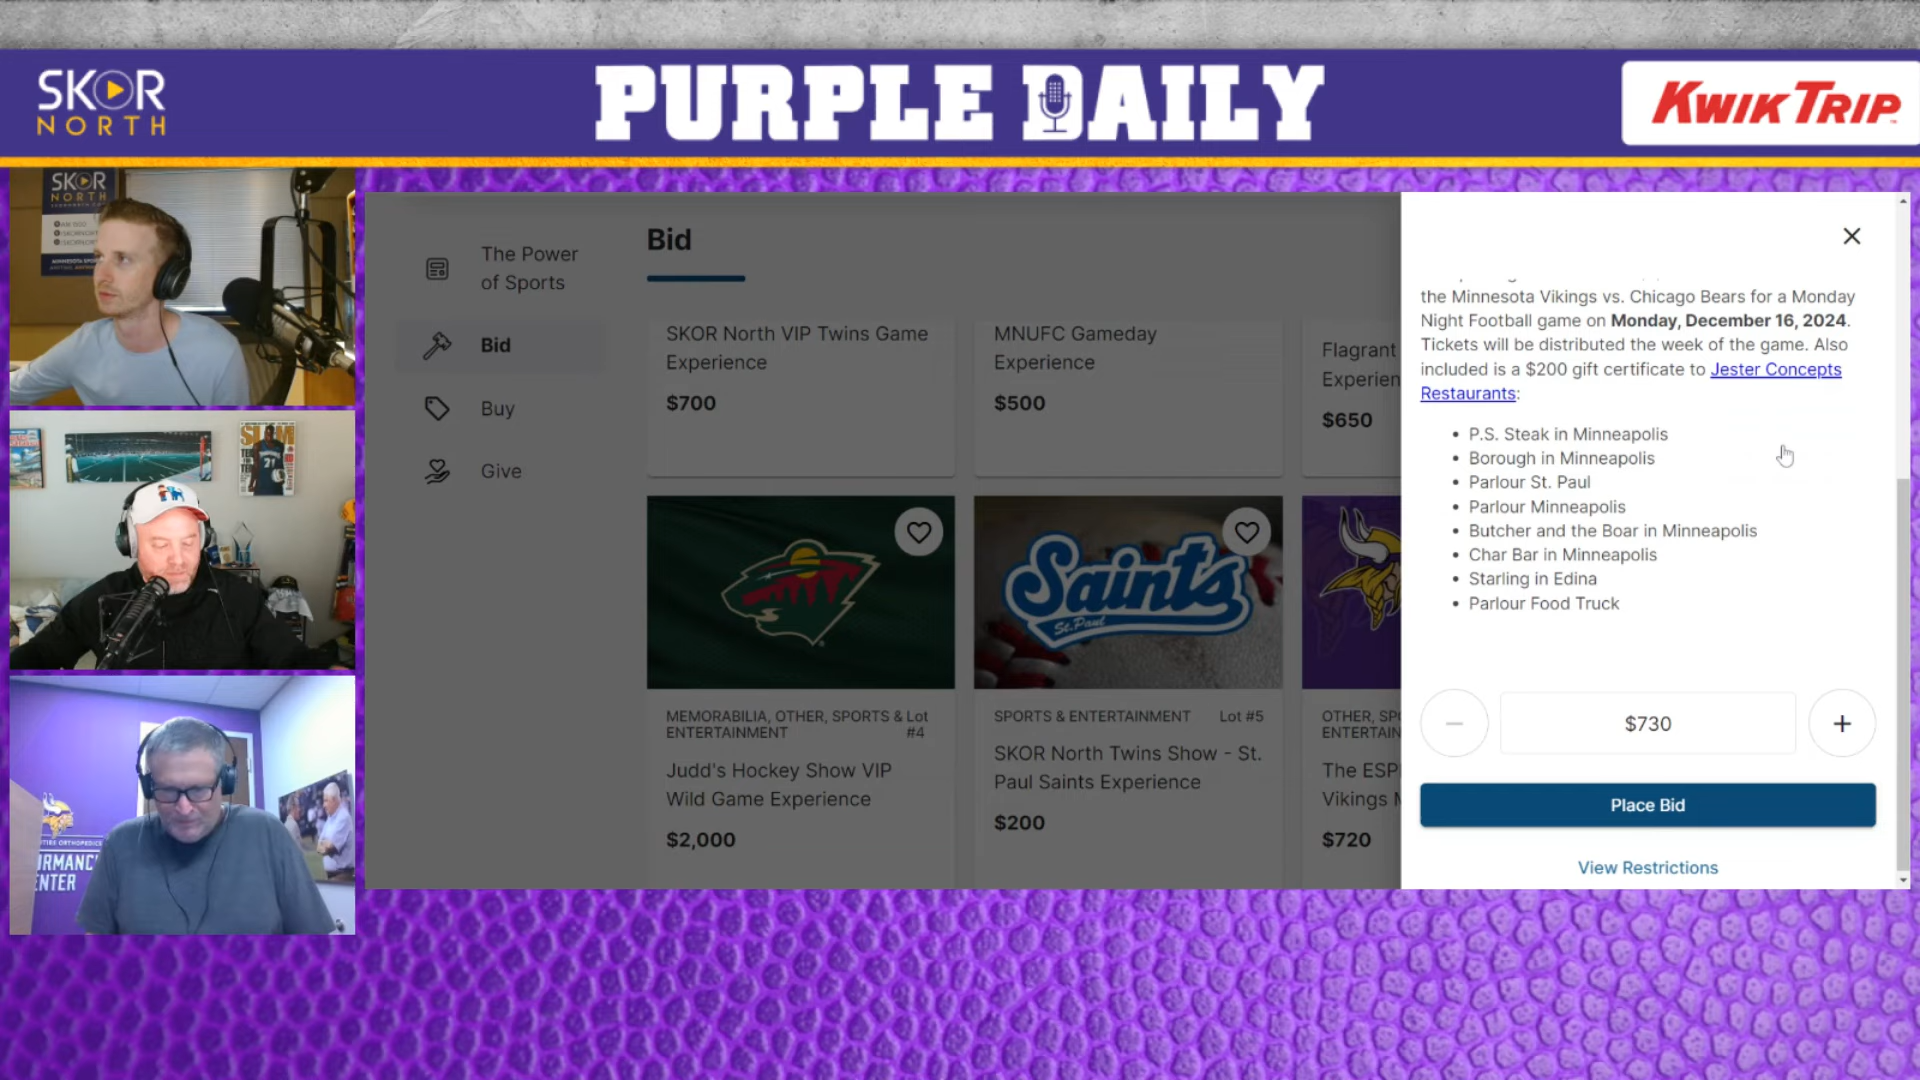 SKOR
NORTH
PURPLE DAILY
KWIK TRIP
SKOR
NORTH
SLAM
ORMANC
ENTER
The Power
of Sports
Bid
Buy
Give
Bid
SKOR North VIP Twins Game
Experience
$700
MNUFC Gameday
Experience
$500
Flagrant
Experien
$650
Saints
St. Paul
MEMORABILIA, OTHER, SPORTS & Lot
ENTERTAINMENT #4
Judd's Hockey Show VIP
Wild Game Experience
$2,000
SPORTS & ENTERTAINMENT Lot #5
SKOR North Twins Show - St.
Paul Saints Experience
$200
OTHER, SPO
ENTERTAIN
The ESP
Vikings M
$720
the Minnesota Vikings vs. Chicago Bears for a Monday
Night Football game on Monday, December 16, 2024.
Tickets will be distributed the week of the game. Also
included is a $200 gift certificate to Jester Concepts
Restaurants:
• P.S. Steak in Minneapolis
• Borough in Minneapolis
• Parlour St. Paul
• Parlour Minneapolis
• Butcher and the Boar in Minneapolis
• Char Bar in Minneapolis
• Starling in Edina
• Parlour Food Truck
$730
Place Bid
View Restrictions